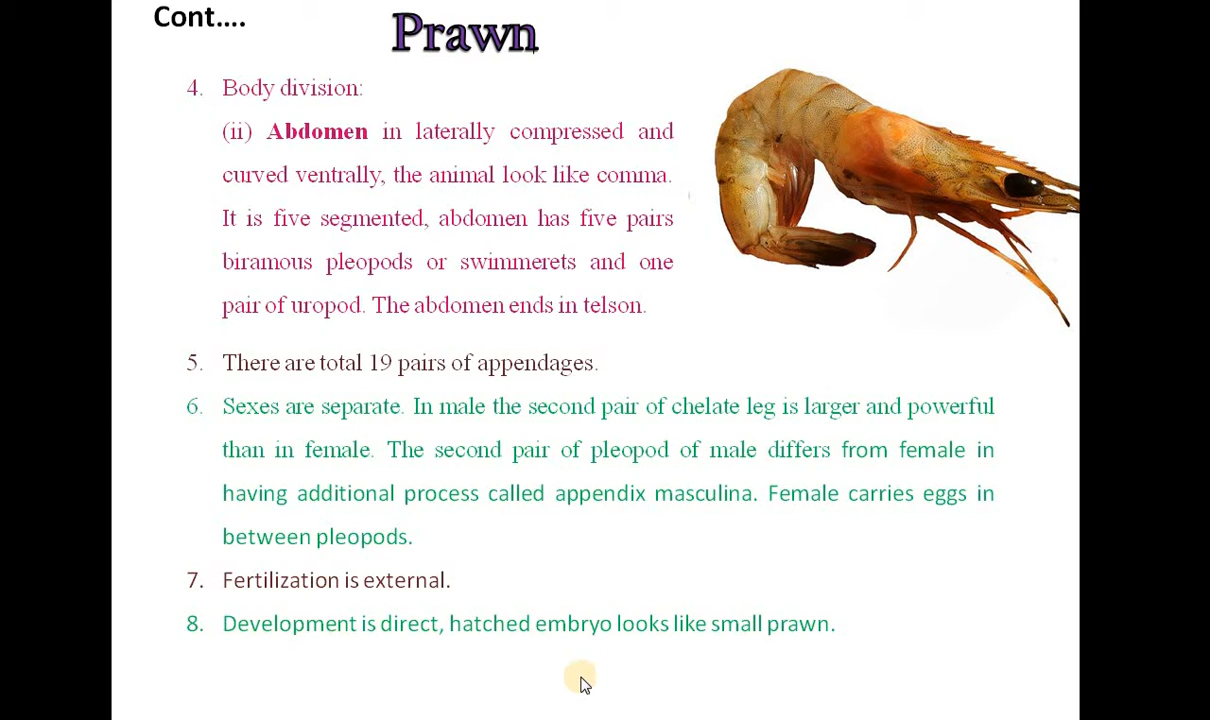 Cont....
Prawn
4. Body division:
(ii) Abdomen in laterally compressed and
curved ventrally, the animal look like comma.
It is five segmented, abdomen has five pairs
biramous pleopods or swimmerets and one
pair of uropod. The abdomen ends in telson.
5. There are total 19 pairs of appendages.
6. Sexes are separate. In male the second pair of chelate leg is larger and powerful
than in female. The second pair of pleopod of male differs from female in
having additional process called appendix masculina. Female carries eggs in
between pleopods.
7. Fertilization is external.
8. Development is direct, hatched embryo looks like small prawn.